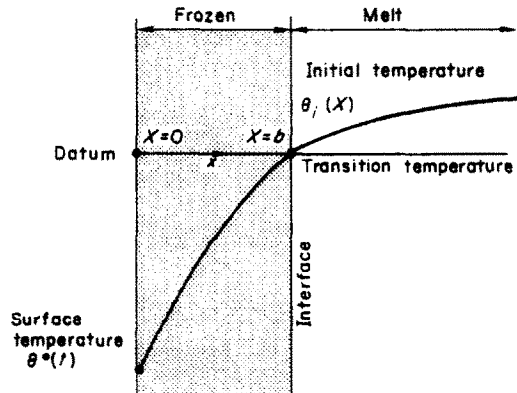 Frozen
Melt
Initial temperature
θi (X)
X=0
X=b
Datum
x
Transition temperature
Interface
Surface
temperature
θ*(t)